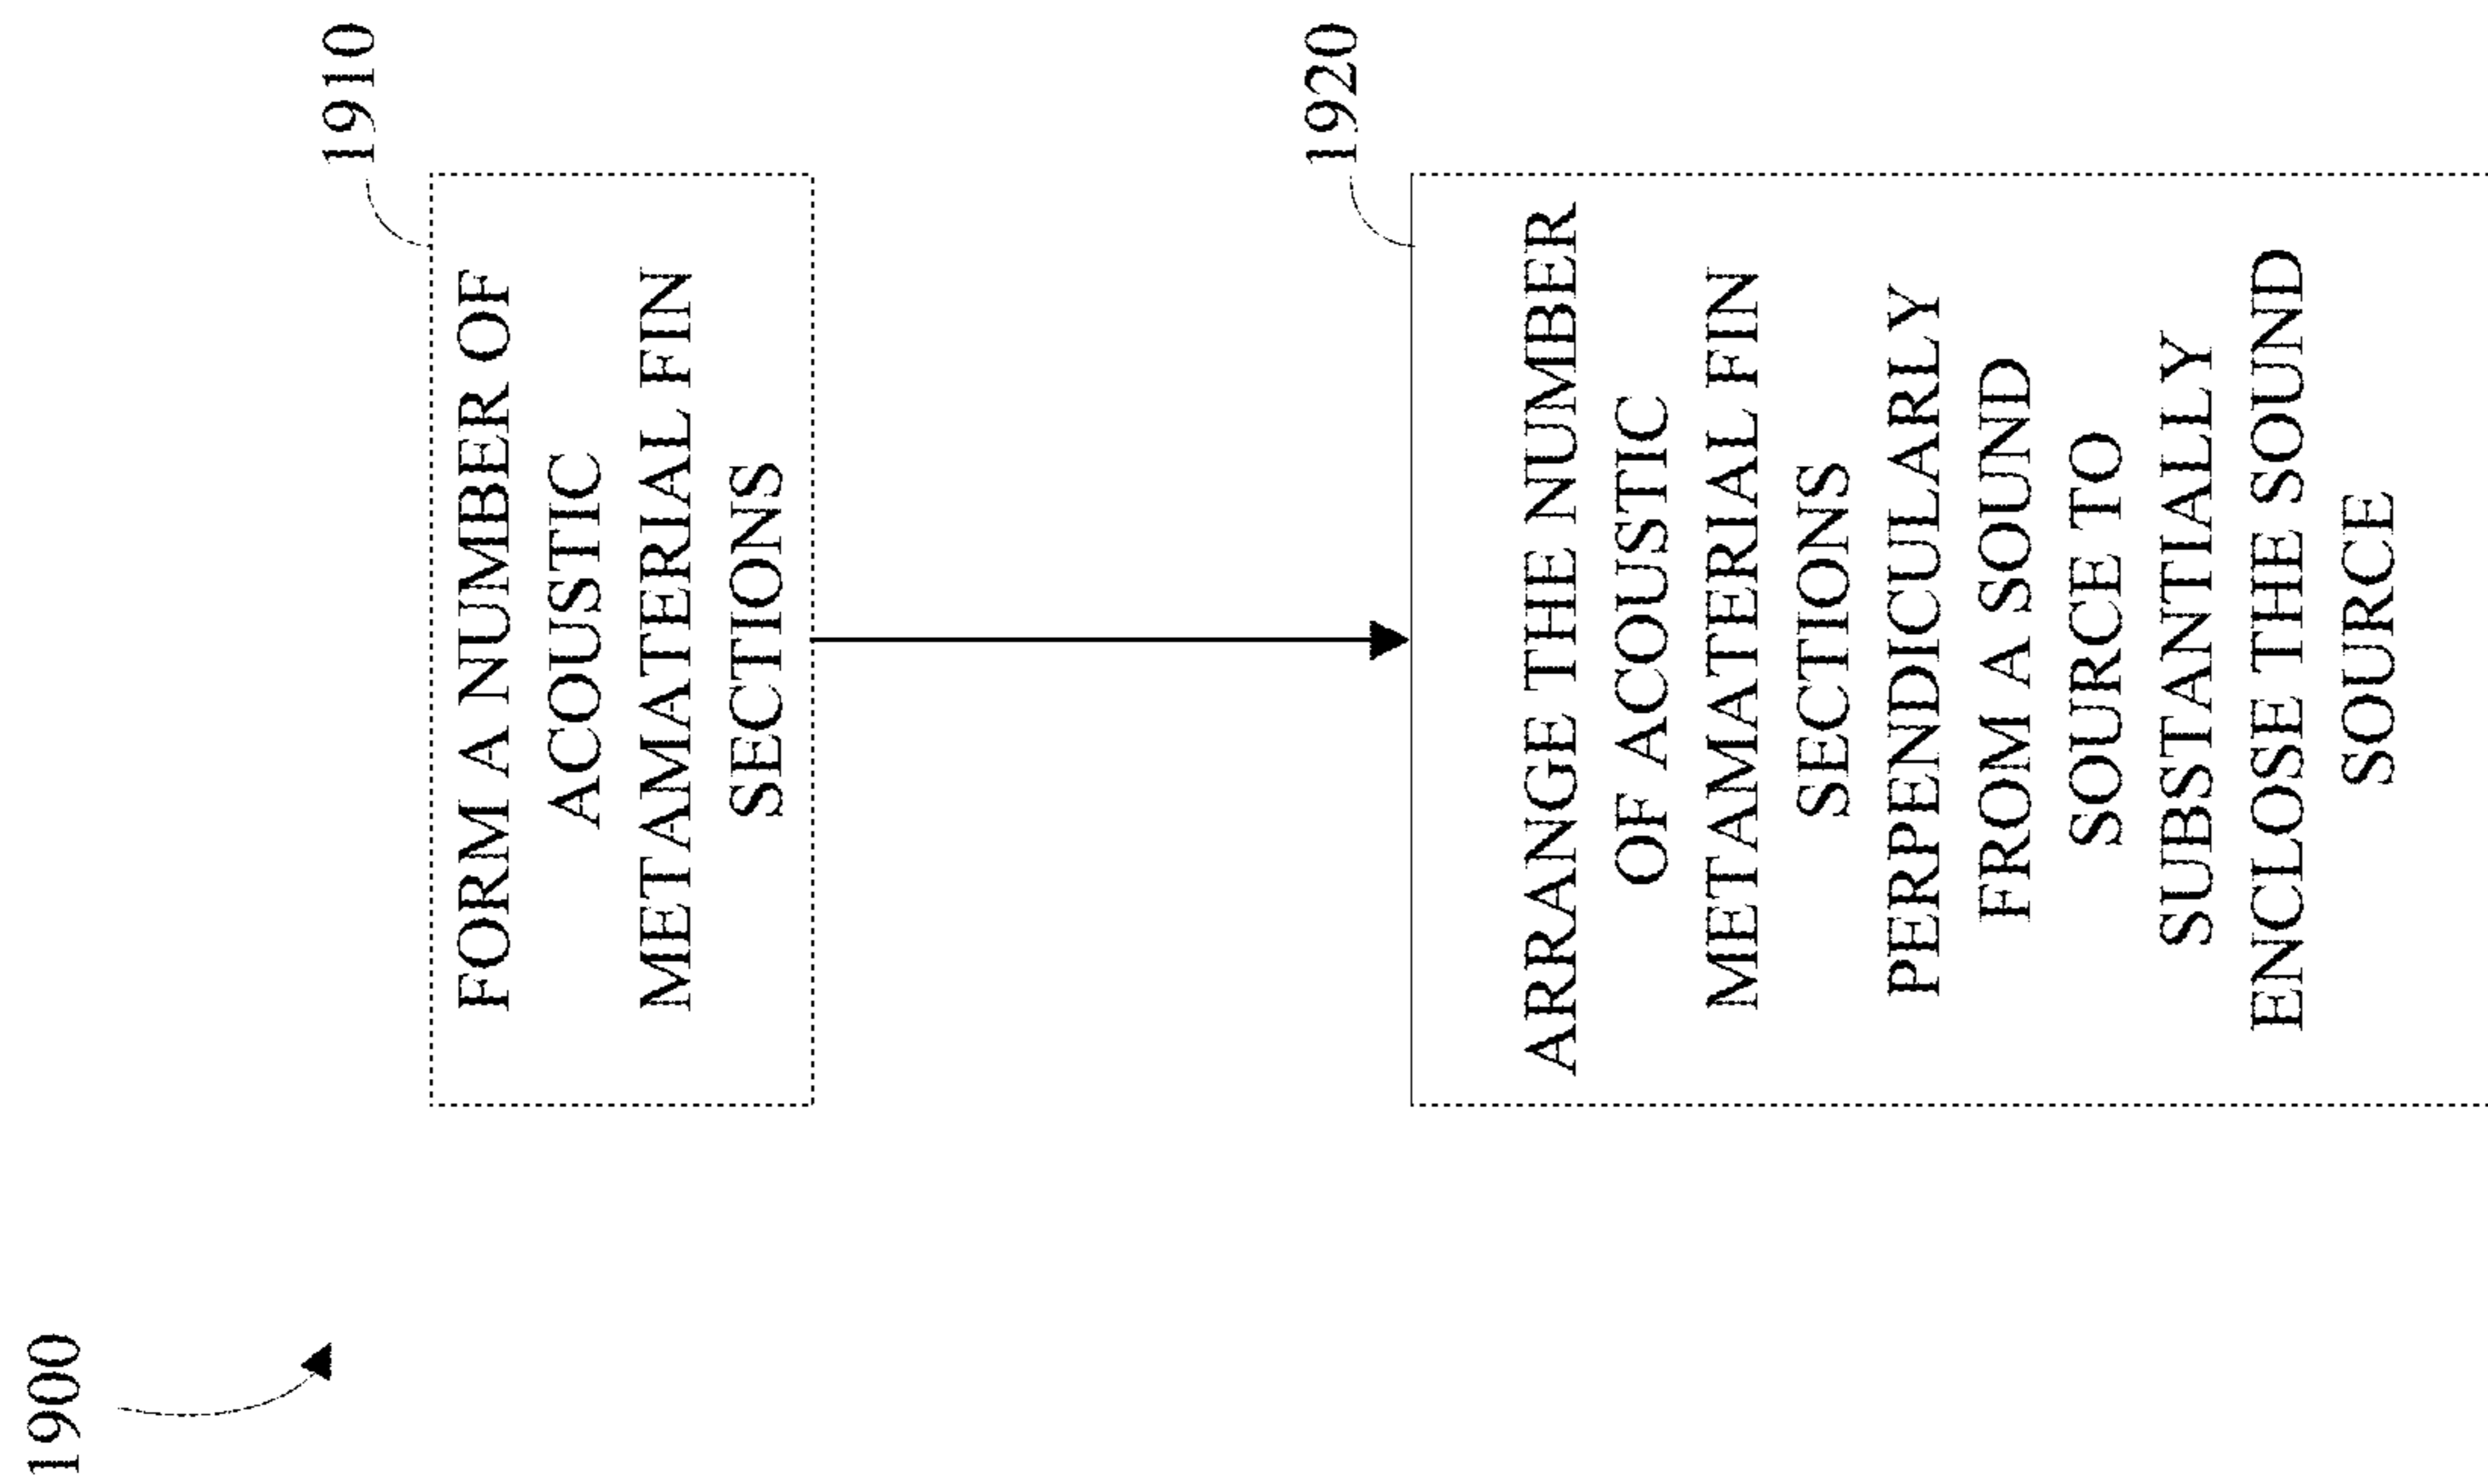 1900
1910
FORM A NUMBER OF
ACOUSTIC
METAMATERIAL FIN
SECTIONS
1920
ARRANGE THE NUMBER
OF ACOUSTIC
METAMATERIAL FIN
SECTIONS
PERPENDICULARLY
FROM A SOUND
SOURCE TO
SUBSTANTIALLY
ENCLOSE THE SOUND
SOURCE